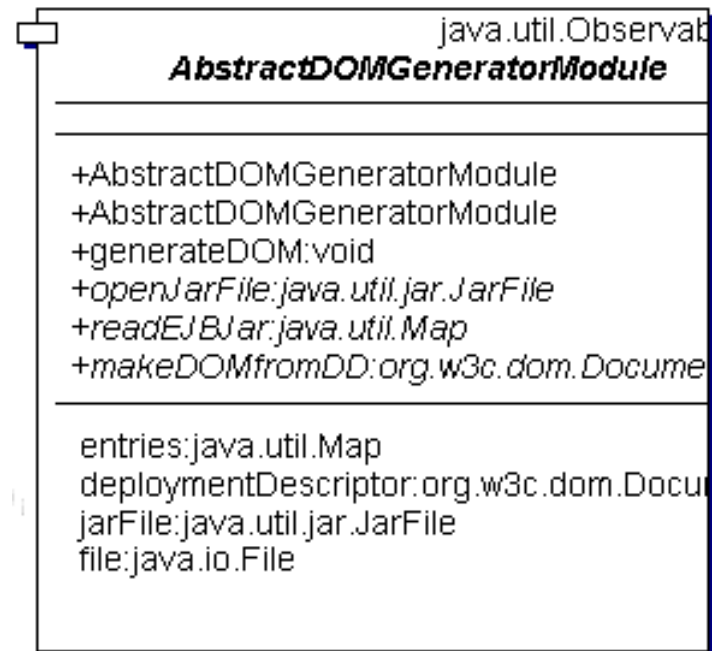 java.util.Observab
AbstractDOMGeneratorModule
+AbstractDOMGeneratorModule
+AbstractDOMGeneratorModule
+generateDOM:void
+openJarFile:java.util.jar.JarFile
+readEJBJar:java.util.Map
+makeDOMfromDD:org.w3c.dom.Docume
entries:java.util.Map
deploymentDescriptor:org.w3c.dom.Docu
jarFile:java.util.jar.JarFile
file:java.io.File